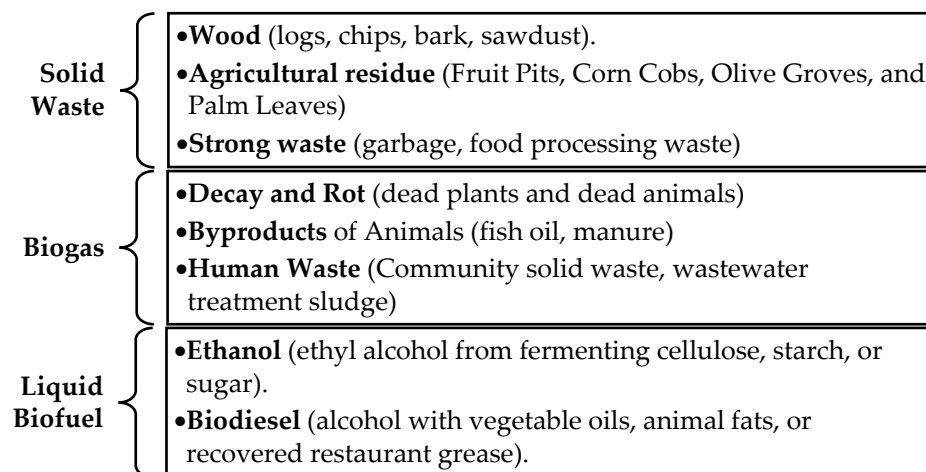 Solid
Waste
•Wood (logs, chips, bark, sawdust).
•Agricultural residue (Fruit Pits, Corn Cobs, Olive Groves, and
Palm Leaves)
•Strong waste (garbage, food processing waste)
Biogas
•Decay and Rot (dead plants and dead animals)
•Byproducts of Animals (fish oil, manure)
•Human Waste (Community solid waste, wastewater
treatment sludge)
Liquid
Biofuel
•Ethanol (ethyl alcohol from fermenting cellulose, starch, or
sugar).
•Biodiesel (alcohol with vegetable oils, animal fats, or
recovered restaurant grease).